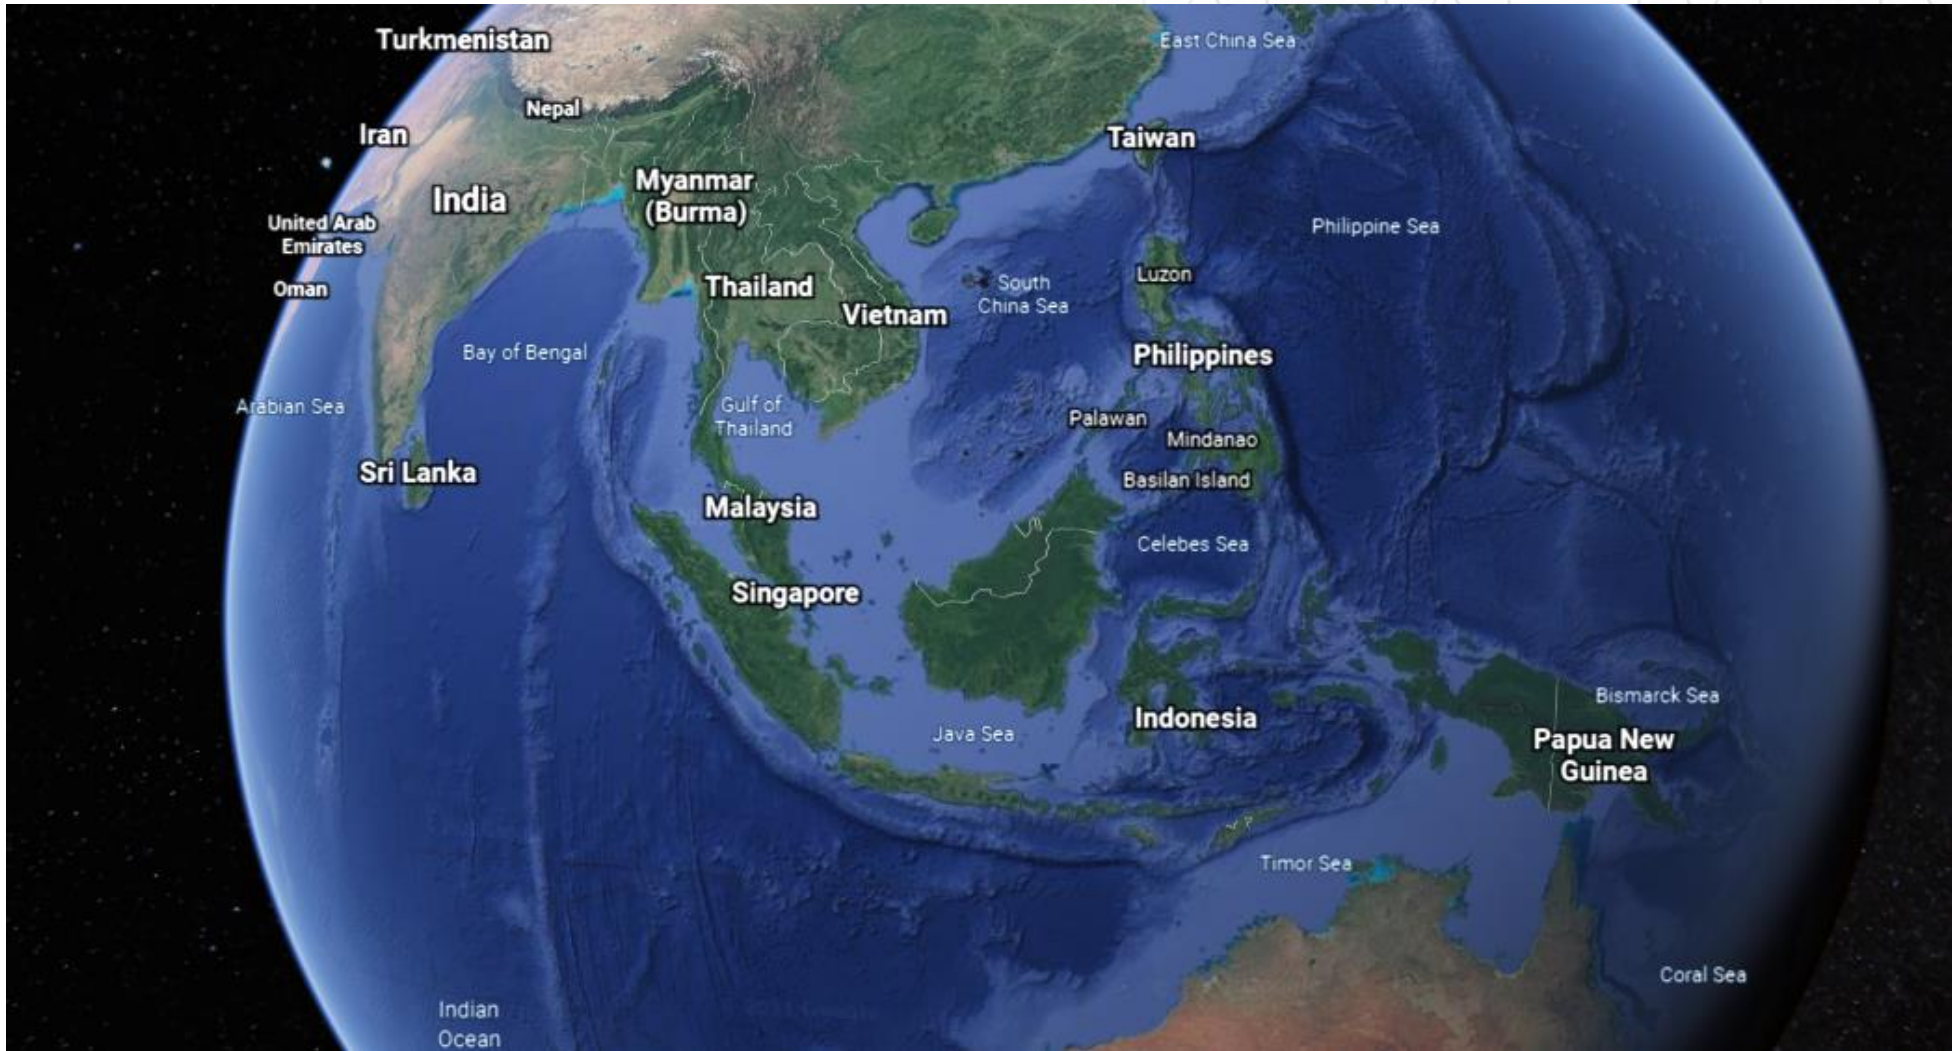 Turkmenistan
East China Sea
Nepal
Iran
Taiwan
Myanmar
(Burma)
India
United Arab
Emirates
Philippine Sea
Oman
Thailand
Luzon
South
China Sea
Vietnam
Bay of Bengal
Philippines
Arabian Sea
Gulf of
Thailand
Palawan
Mindanao
Sri Lanka
Basilan Island
Malaysia
Celebes Sea
Singapore
Bismarck Sea
Indonesia
Java Sea
Papua New
Guinea
Timor Sea
Coral Sea
Indian
Ocean